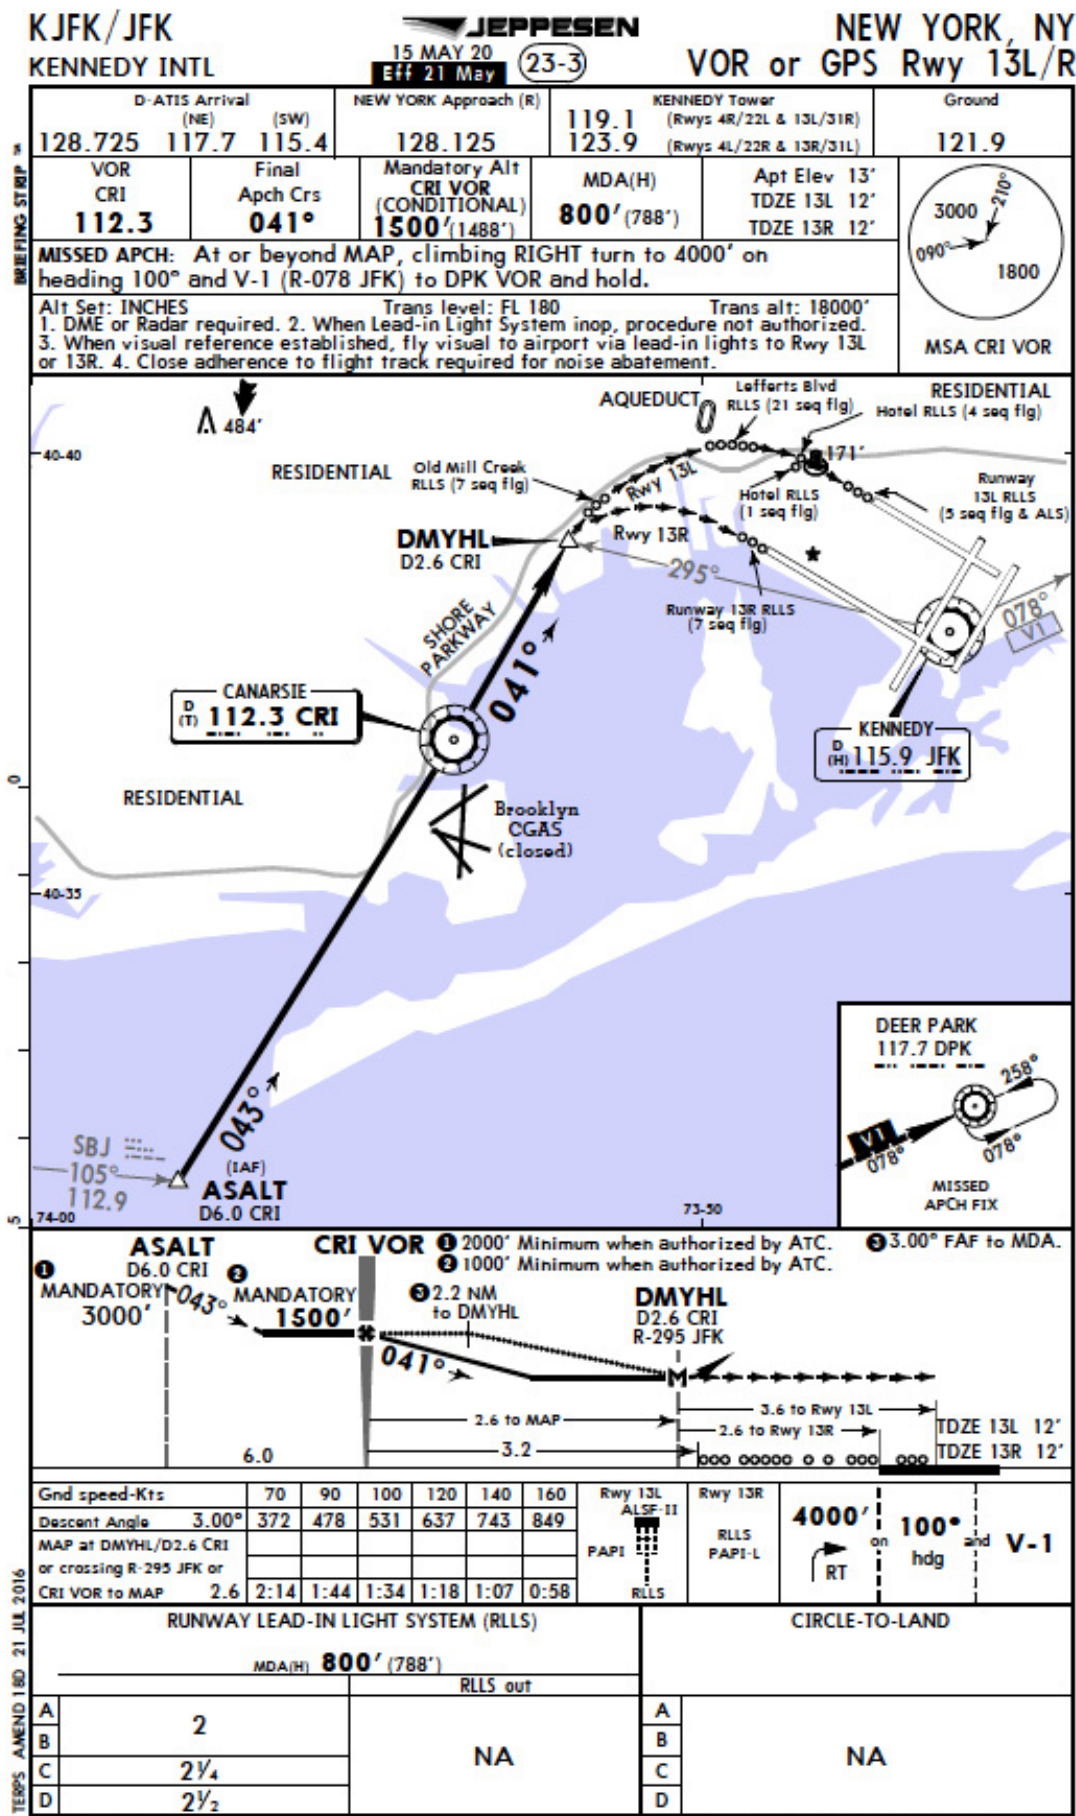 KJFK/JFK
KENNEDY INTL
JEPPESEN
15 MAY 20
Eff 21 May
23-3
NEW YORK, NY
VOR or GPS Rwy 13L/R
BRIEFING STRIP TM
D-ATIS Arrival
(NE) (SW)
128.725 117.7 115.4
NEW YORK Approach (R)
128.125
KENNEDY Tower
119.1 (Rwys 4R/22L & 13L/31R)
123.9 (Rwys 4L/22R & 13R/31L)
Ground
121.9
VOR
CRI
112.3
Final
Apch Crs
041°
Mandatory Alt
CRI VOR
(CONDITIONAL)
1500'(1488')
MDA(H)
800'(788')
Apt Elev 13'
TDZE 13L 12'
TDZE 13R 12'
210°
3000
090°
1800
MSA CRI VOR
MISSED APCH: At or beyond MAP, climbing RIGHT turn to 4000' on
heading 100° and V-1 (R-078 JFK) to DPK VOR and hold.
Alt Set: INCHES Trans level: FL 180 Trans alt: 18000'
1. DME or Radar required. 2. When Lead-in Light System inop, procedure not authorized.
3. When visual reference established, fly visual to airport via lead-in lights to Rwy 13L
or 13R. 4. Close adherence to flight track required for noise abatement.
484'
AQUEDUCT
Lefferts Blvd
RLLS (21 seq flg)
RESIDENTIAL
Hotel RLLS (4 seq flg)
40-40
RESIDENTIAL
Old Mill Creek
RLLS (7 seq flg)
Rwy 13L
171'
Hotel RLLS
(1 seq flg)
Runway
13L RLLS
(5 seq flg & ALS)
DMYHL
D2.6 CRI
Rwy 13R
295°
Runway 13R RLLS
(7 seq flg)
078°
V1
SHORE
PARKWAY
041°
CANARSIE
D
(T) 112.3 CRI
KENNEDY
D
(H) 115.9 JFK
0
RESIDENTIAL
Brooklyn
CGAS
(closed)
40-35
DEER PARK
117.7 DPK
258°
V1
078°
078°
MISSED
APCH FIX
043°
SBJ
105°
112.9
(IAF)
ASALT
D6.0 CRI
5
74-00
73-50
ASALT
D6.0 CRI
CRI VOR
1 2000' Minimum when authorized by ATC.
2 1000' Minimum when authorized by ATC.
3 3.00° FAF to MDA.
1
MANDATORY
3000'
043°
2
MANDATORY
1500'
3 2.2 NM
to DMYHL
DMYHL
D2.6 CRI
R-295 JFK
041°
M
2.6 to MAP
3.6 to Rwy 13L
2.6 to Rwy 13R
3.2
6.0
TDZE 13L 12'
TDZE 13R 12'
Gnd speed-Kts 70 90 100 120 140 160
Descent Angle 3.00° 372 478 531 637 743 849
MAP at DMYHL/D2.6 CRI
or crossing R-295 JFK or
CRI VOR to MAP 2.6 2:14 1:44 1:34 1:18 1:07 0:58
Rwy 13L
ALSF-II
PAPI
RLLS
Rwy 13R
RLLS
PAPI-L
4000'
RT
on
100°
hdg
and
V-1
RUNWAY LEAD-IN LIGHT SYSTEM (RLLS)
MDA(H) 800' (788')
RLLS out
CIRCLE-TO-LAND
A
B
2
C 2 1/4
D 2 1/2
NA
A
B
C
D
NA
TERPS AMEND 18D 21 JUL 2016